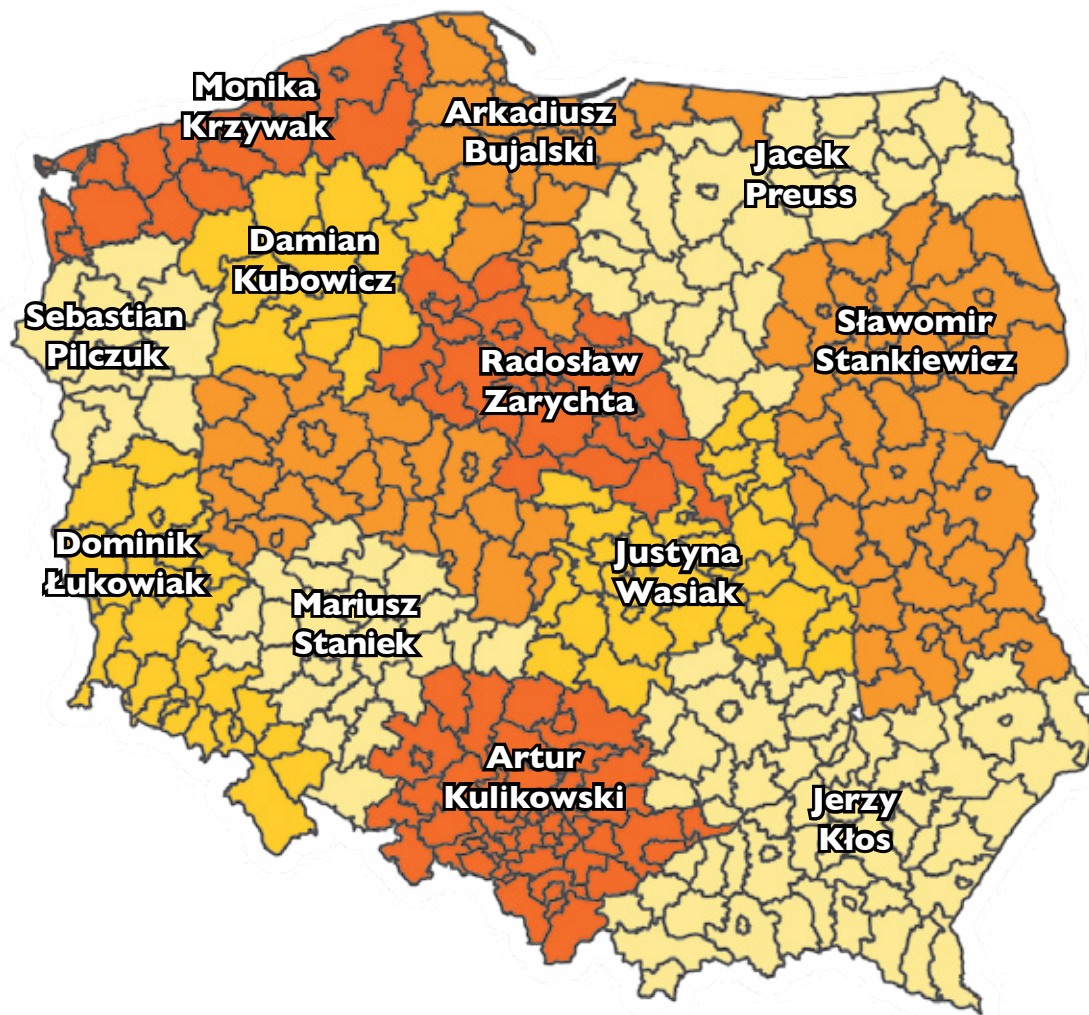 Monika
Krzywak
Arkadiusz
Bujalski
Jacek
Preuss
Damian
Kubowicz
Sebastian
Pilczuk
Sławomir
Stankiewicz
Radosław
Zarychta
Dominik
Łukowiak
Justyna
Wasiak
Mariusz
Staniek
Artur
Kulikowski
Jerzy
Kłos